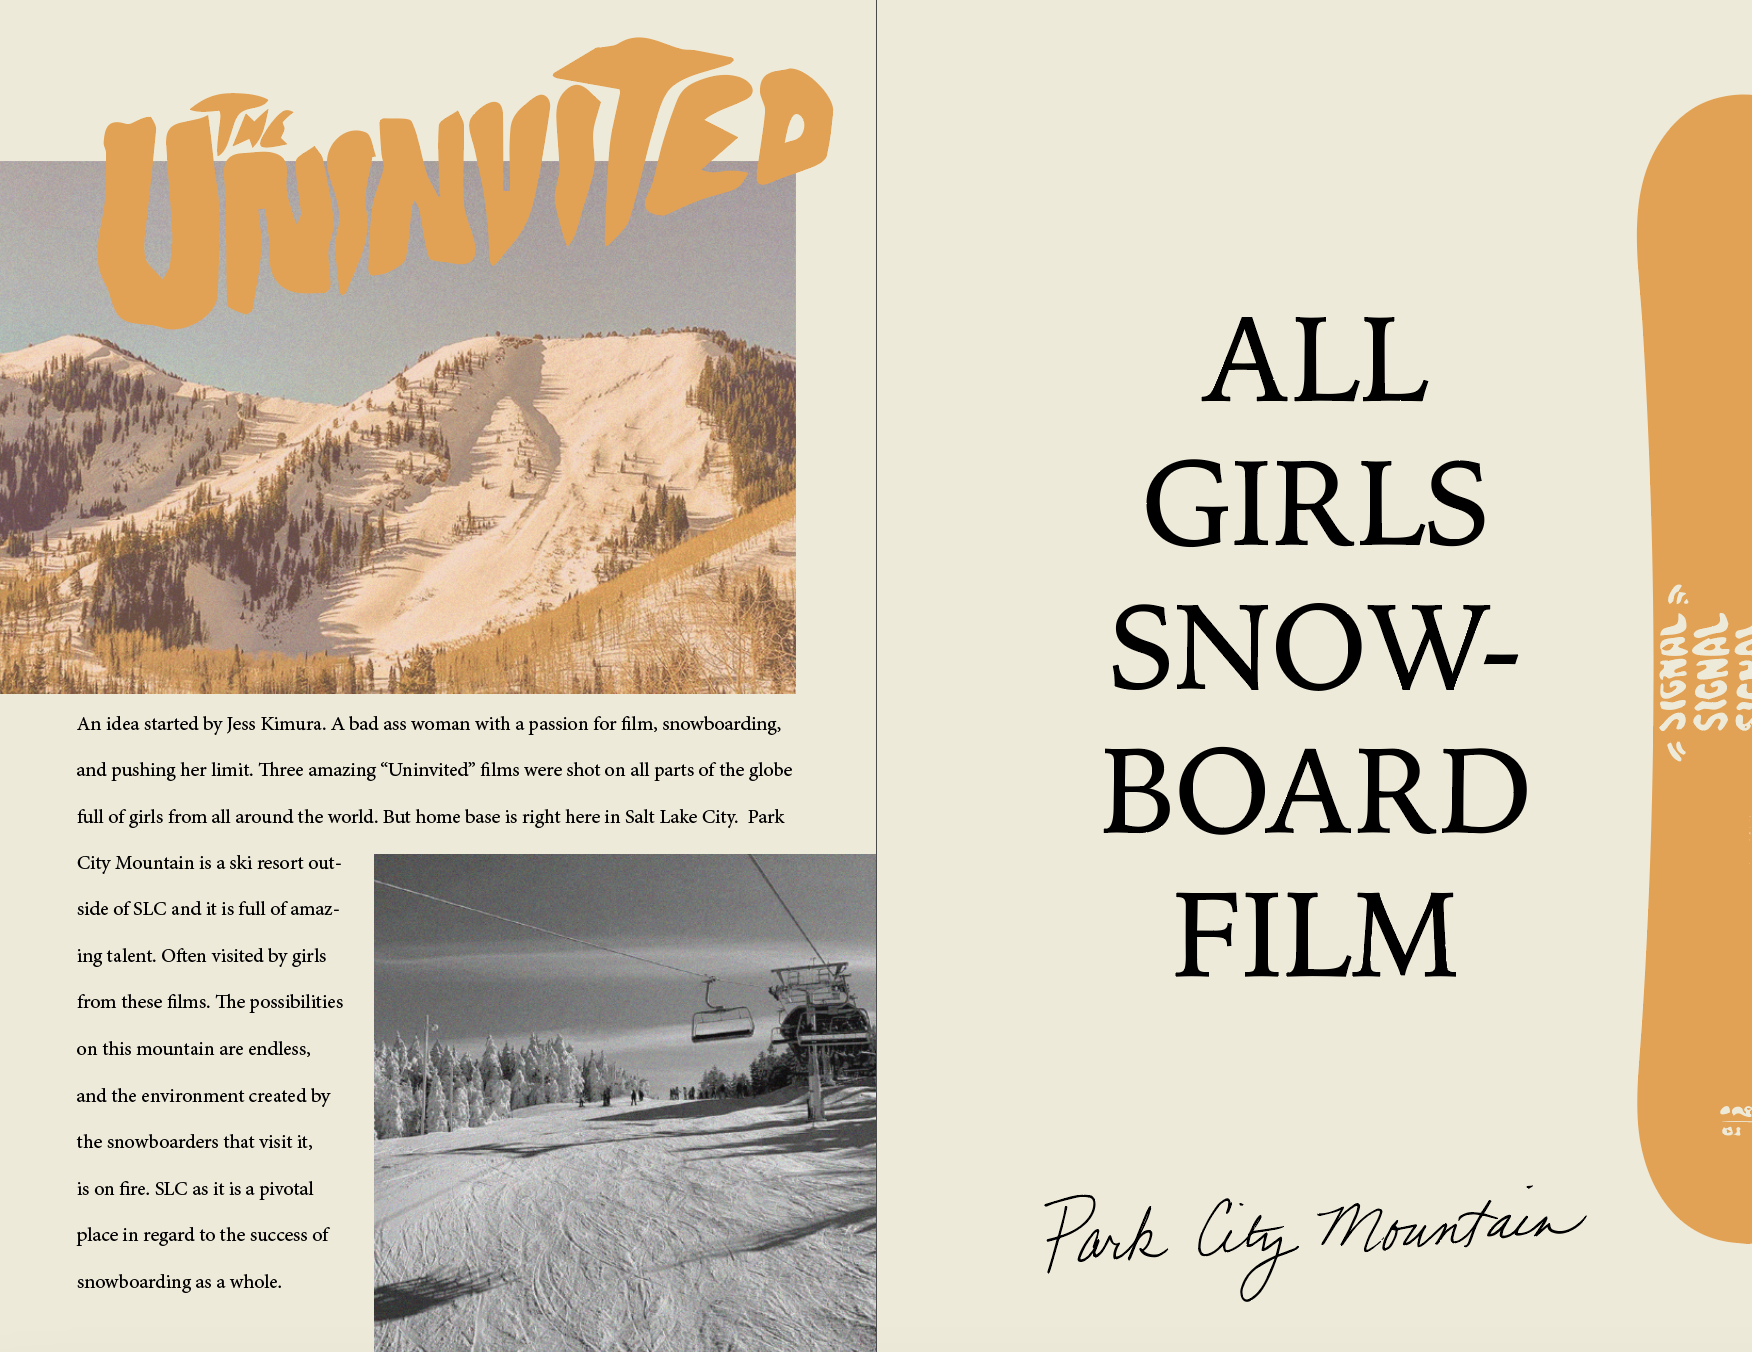 THE
UNINVITED
An idea started by Jess Kimura. A bad ass woman with a passion for film, snowboarding,
and pushing her limit. Three amazing “Uninvited” films were shot on all parts of the globe
full of girls from all around the world. But home base is right here in Salt Lake City.  Park
City Mountain is a ski resort out-
side of SLC and it is full of amaz-
ing talent. Often visited by girls
from these films. The possibilities
on this mountain are endless,
and the environment created by
the snowboarders that visit it,
is on fire. SLC as it is a pivotal
place in regard to the success of
snowboarding as a whole.
ALL
GIRLS
SNOW-
BOARD
FILM
Park City Mountain
SIGNAL
SIGNAL